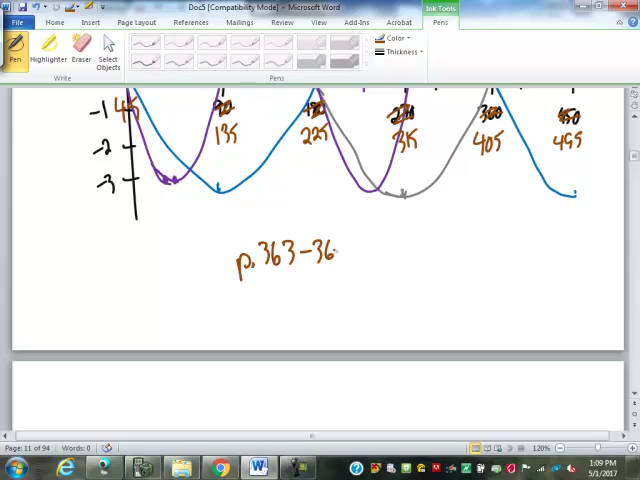 Doc5 [Compatibility Mode] - Microsoft Word
Ink Tools
File Home Insert Page Layout References Mailings Review View Add-Ins Acrobat Pens
Pen Highlighter Eraser Select Objects
Color
Thickness
Write Pens
-1 45
135 225 315 405 495
-2
-3
p. 363-36
Page: 11 of 94 Words: 0 120%
1:09 PM
5/1/2017